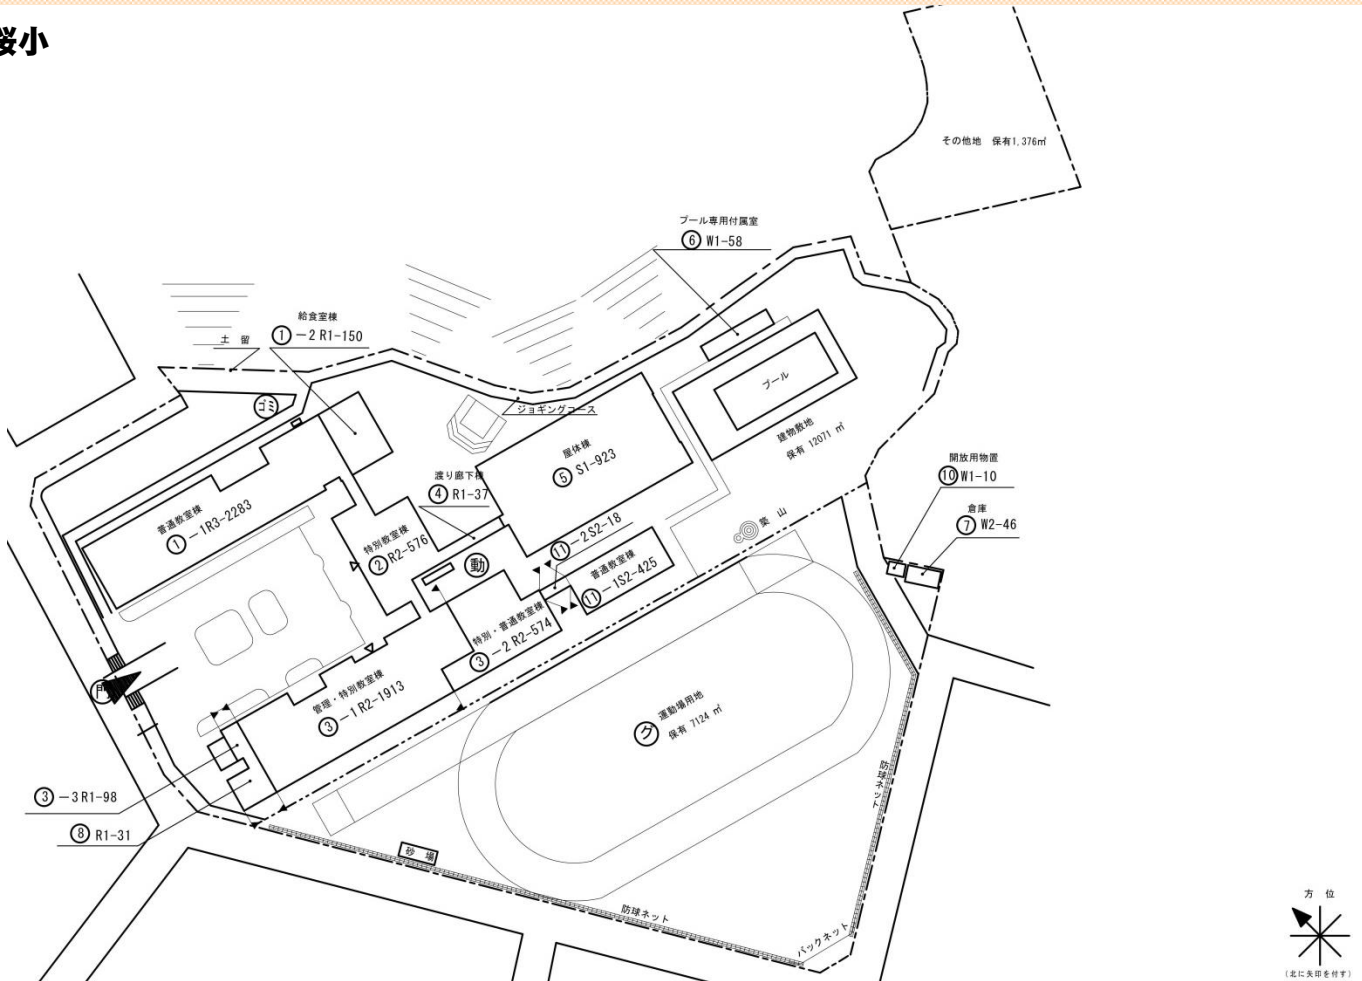 桜小
その他地 保有1,376㎡
プール専用付属室
⑥ W1-58
給食室棟
①-2 R1-150
土 留
ゴミ
ジョギングコース
プール
建物敷地
保有 12071 ㎡
屋体棟
⑤ S1-923
渡り廊下棟
④ R1-37
開放用物置
⑩ W1-10
倉庫
⑦ W2-46
普通教室棟
①-1R3-2283
特別教室棟
② R2-576
動
⑪-2S2-18
普通教室棟
⑪-1S2-425
築 山
特別・普通教室棟
③-2 R2-574
門
管理・特別教室棟
③-1 R2-1913
運動場用地
グ 保有 7124 ㎡
防球ネット
③-3R1-98
⑧ R1-31
砂 場
防球ネット
バックネット
方 位
(北に矢印を付す)